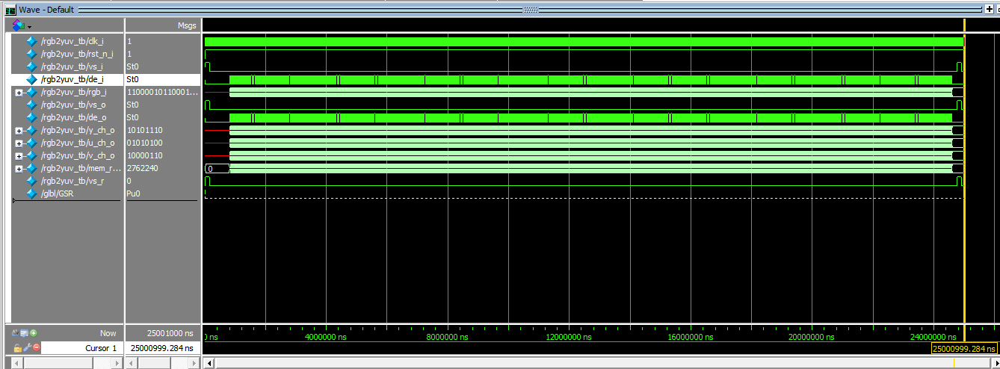 Wave - Default
Msgs
/rgb2yuv_tb/clk_i 1
/rgb2yuv_tb/rst_n_i 1
/rgb2yuv_tb/vs_i St0
/rgb2yuv_tb/de_i St0
/rgb2yuv_tb/rgb_i 11000010110001...
/rgb2yuv_tb/vs_o St0
/rgb2yuv_tb/de_o St0
/rgb2yuv_tb/y_ch_o 10101110
/rgb2yuv_tb/u_ch_o 01010100
/rgb2yuv_tb/v_ch_o 10000110
/rgb2yuv_tb/mem_r... 2762240 0
/rgb2yuv_tb/vs_r 0
/glbl/GSR Pu0
Now 25001000 ns ns 4000000 ns 8000000 ns 12000000 ns 16000000 ns 20000000 ns 24000000 ns
Cursor 1 25000999.284 ns 25000999.284 ns